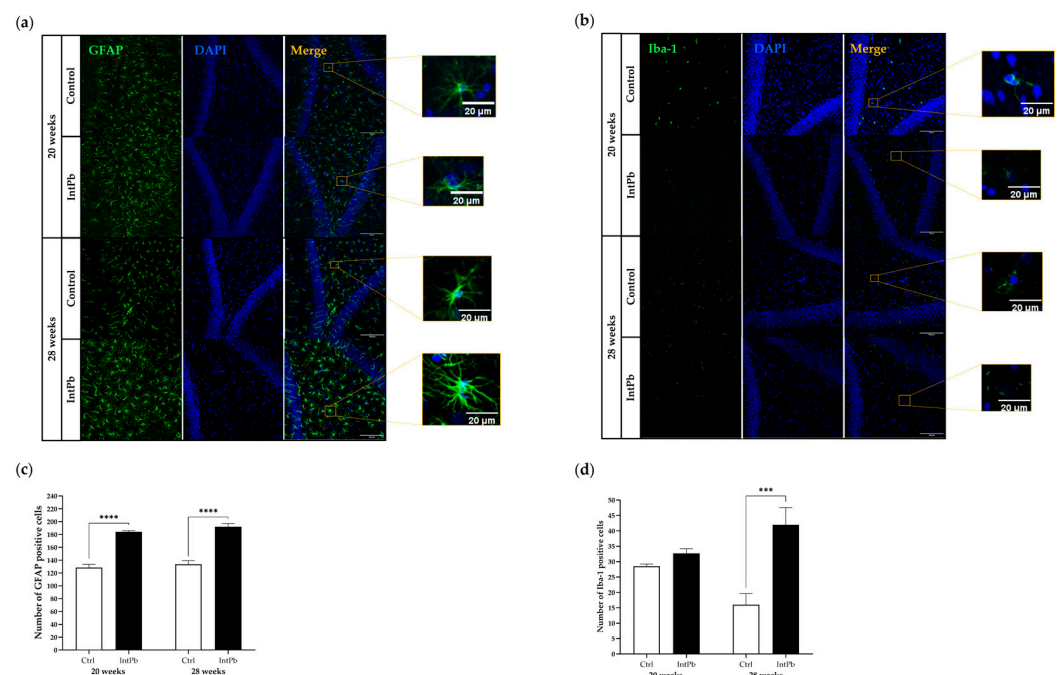 (a)
GFAP DAPI Merge
20 weeks
Control
20 μm
IntPb
20 μm
28 weeks
Control
20 μm
IntPb
20 μm
(b)
Iba-1 DAPI Merge
20 weeks
Control
20 μm
IntPb
20 μm
28 weeks
Control
20 μm
IntPb
20 μm
(c)
Number of GFAP positive cells
240
220
200
180
160
140
120
100
80
60
40
20
0
**** ****
Ctrl IntPb Ctrl IntPb
20 weeks 28 weeks
(d)
Number of Iba-1 positive cells
50
45
40
35
30
25
20
15
10
5
0
***
Ctrl IntPb Ctrl IntPb
20 weeks 28 weeks